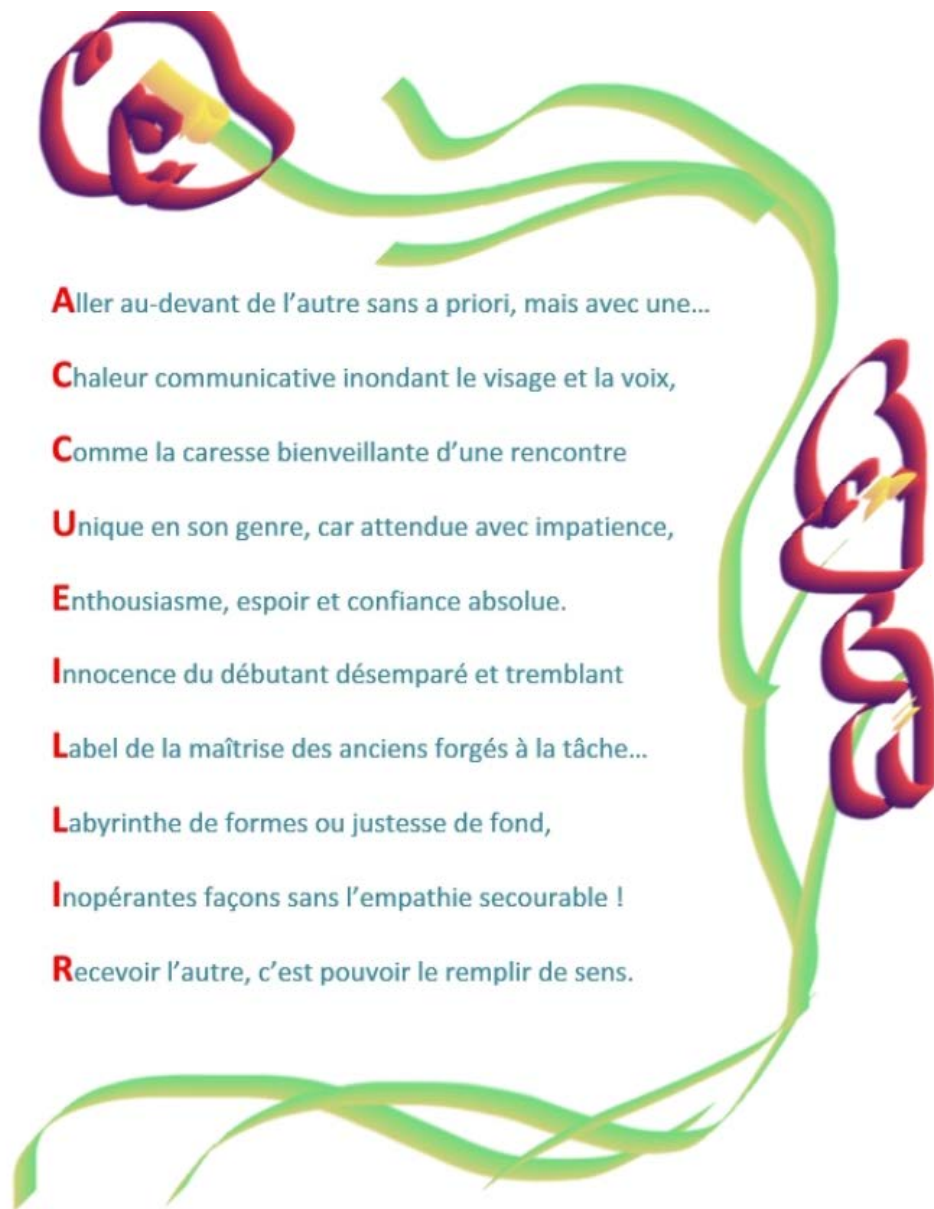 Aller au-devant de l’autre sans a priori, mais avec une…
Chaleur communicative inondant le visage et la voix,
Comme la caresse bienveillante d’une rencontre
Unique en son genre, car attendue avec impatience,
Enthousiasme, espoir et confiance absolue.
Innocence du débutant désemparé et tremblant
Label de la maîtrise des anciens forgés à la tâche…
Labyrinthe de formes ou justesse de fond,
Inopérantes façons sans l’empathie secourable !
Recevoir l’autre, c’est pouvoir le remplir de sens.